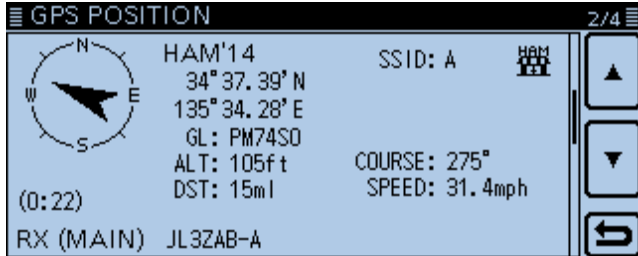 GPS POSITION 2/4
N
W E
S
HAM'14 SSID: A HAM
34°37.39'N
135°34.28'E
GL: PM74SO
ALT: 105ft COURSE: 275°
DST: 15ml SPEED: 31.4mph
(0:22)
RX (MAIN) JL3ZAB-A